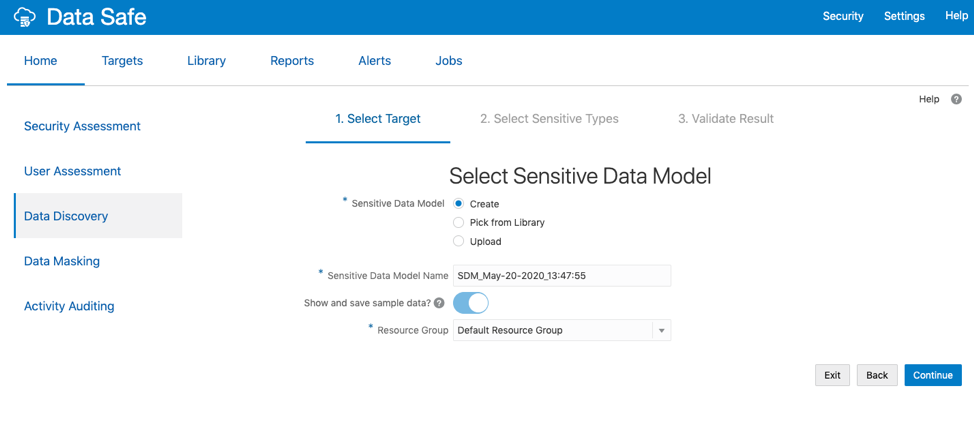 Data Safe
Security Settings Help
Home Targets Library Reports Alerts Jobs
Help ?
Security Assessment
User Assessment
Data Discovery
Data Masking
Activity Auditing
1. Select Target 2. Select Sensitive Types 3. Validate Result
Select Sensitive Data Model
* Sensitive Data Model Create
Pick from Library
Upload
* Sensitive Data Model Name SDM_May-20-2020_13:47:55
Show and save sample data? ?
* Resource Group Default Resource Group
Exit Back Continue